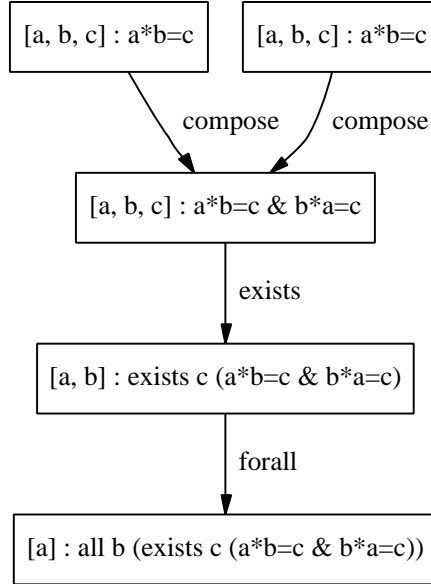 [a, b, c] : a*b=c
[a, b, c] : a*b=c
compose
compose
[a, b, c] : a*b=c & b*a=c
exists
[a, b] : exists c (a*b=c & b*a=c)
forall
[a] : all b (exists c (a*b=c & b*a=c))